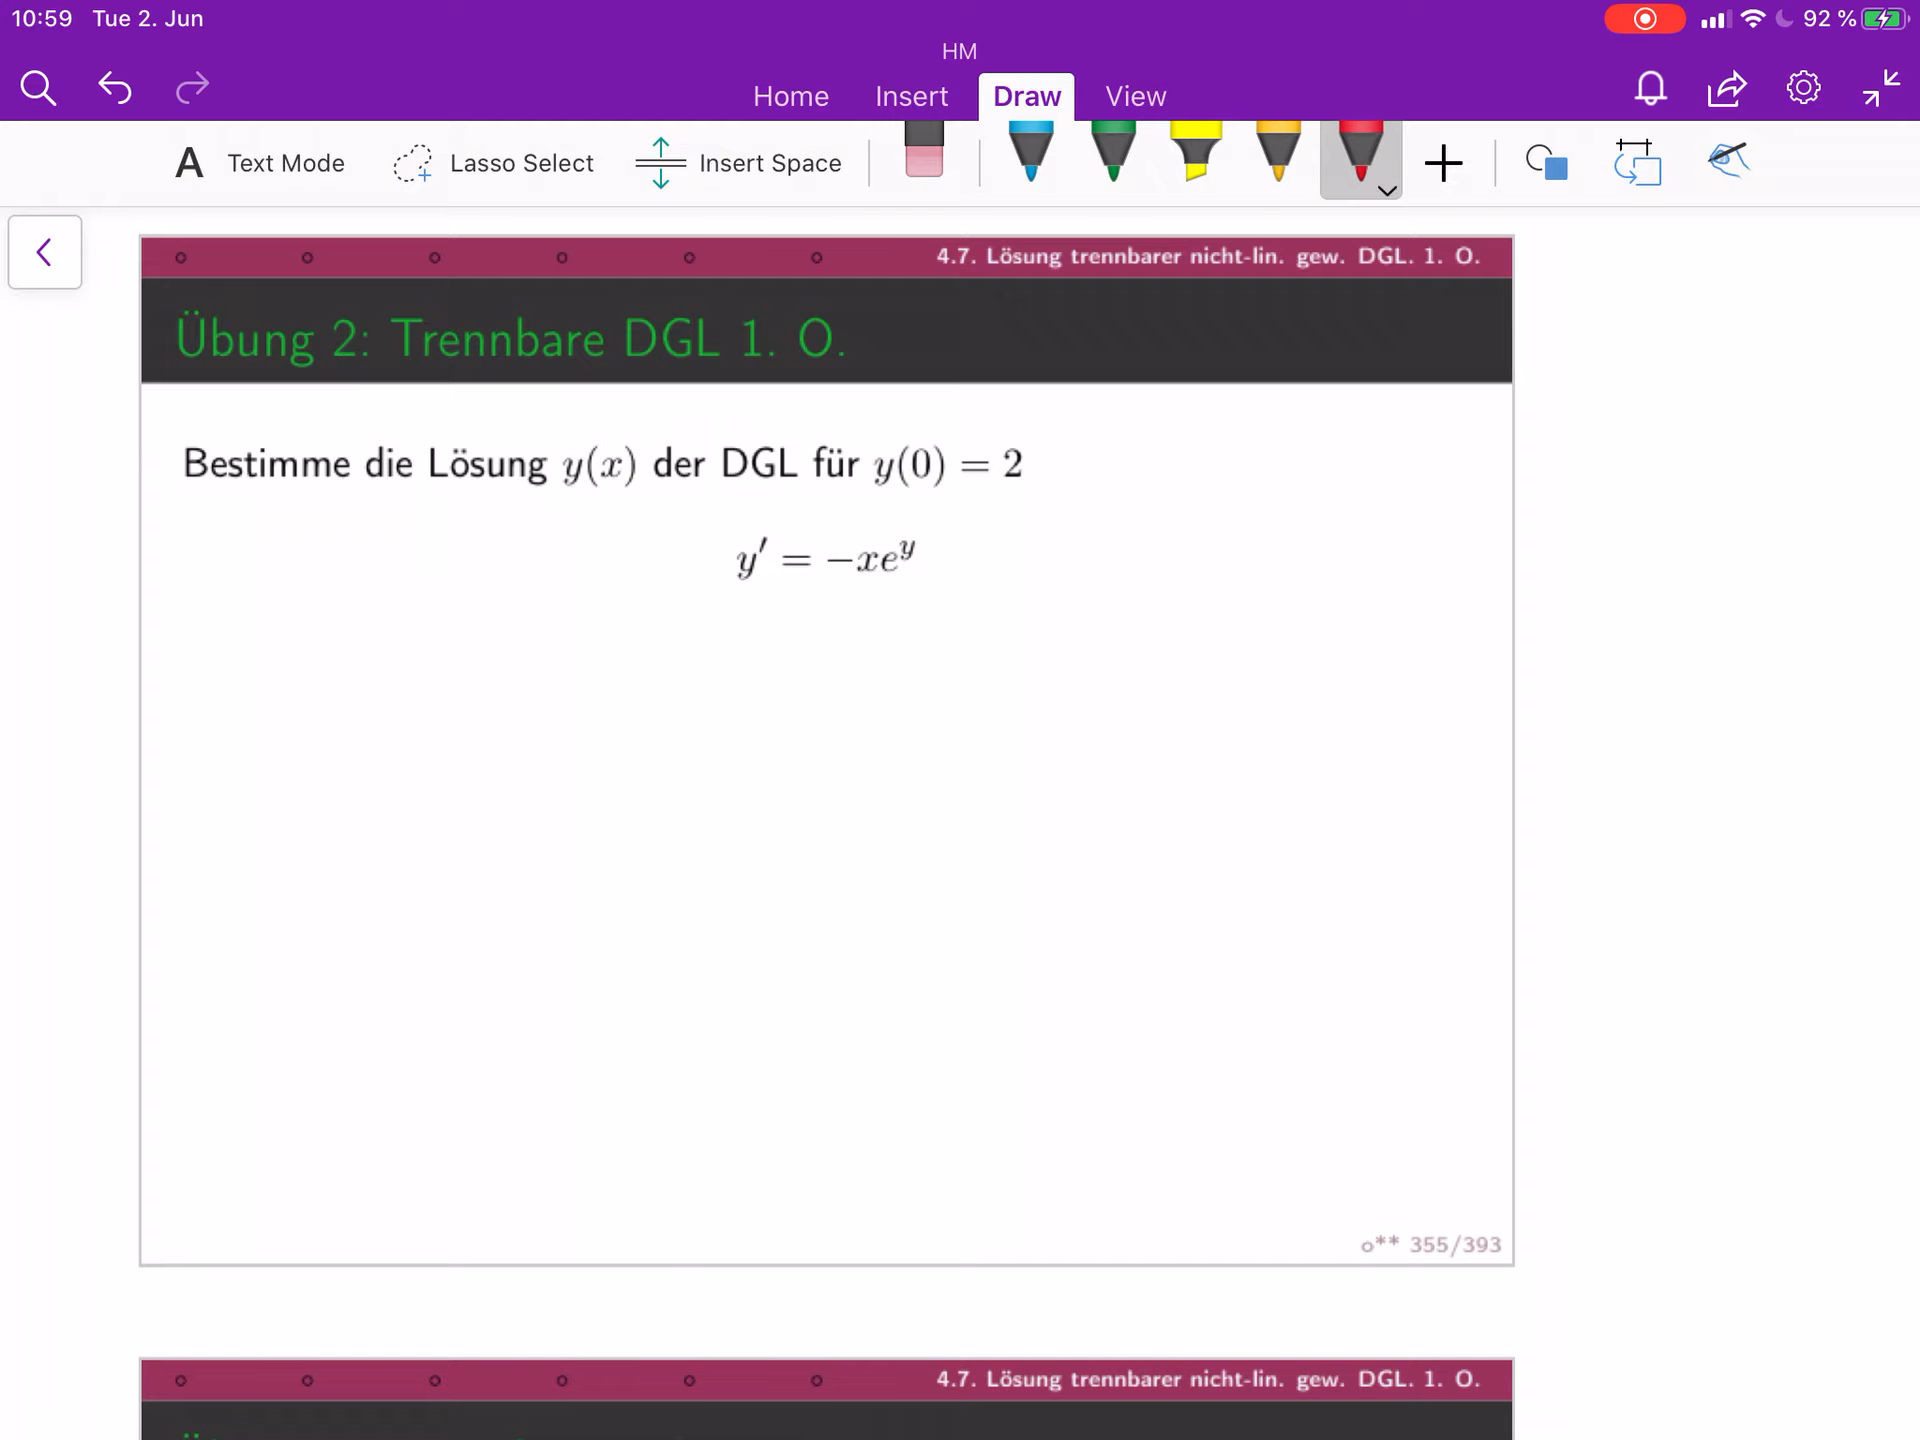 10:59 Tue 2. Jun 92 %
HM
Home Insert Draw View
A Text Mode Lasso Select Insert Space
4.7. Lösung trennbarer nicht-lin. gew. DGL. 1. O.
Übung 2: Trennbare DGL 1. O.
Bestimme die Lösung y(x) der DGL für y(0) = 2
y′ = −xe^y
o** 355/393
4.7. Lösung trennbarer nicht-lin. gew. DGL. 1. O.